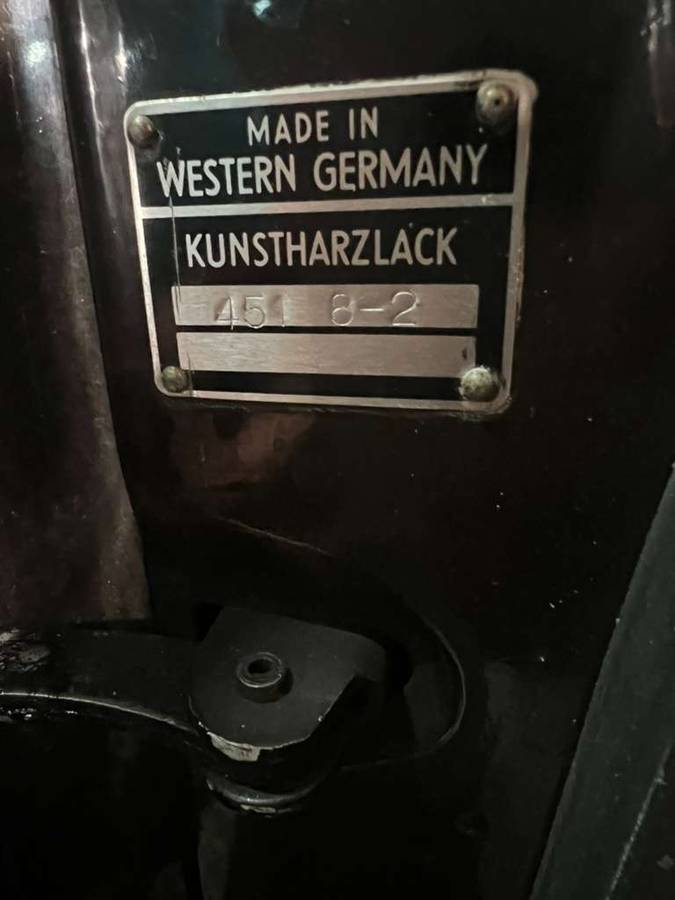 MADE IN
WESTERN GERMANY
KUNSTHARZLACK
451 8-2